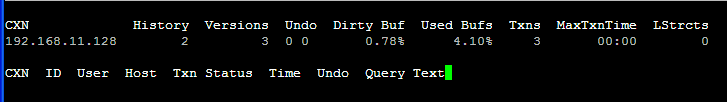 CXN History Versions Undo Dirty Buf Used Bufs Txns MaxTxnTime LStrcts
192.168.11.128 2 3 0 0 0.78% 4.10% 3 00:00 0
CXN ID User Host Txn Status Time Undo Query Text